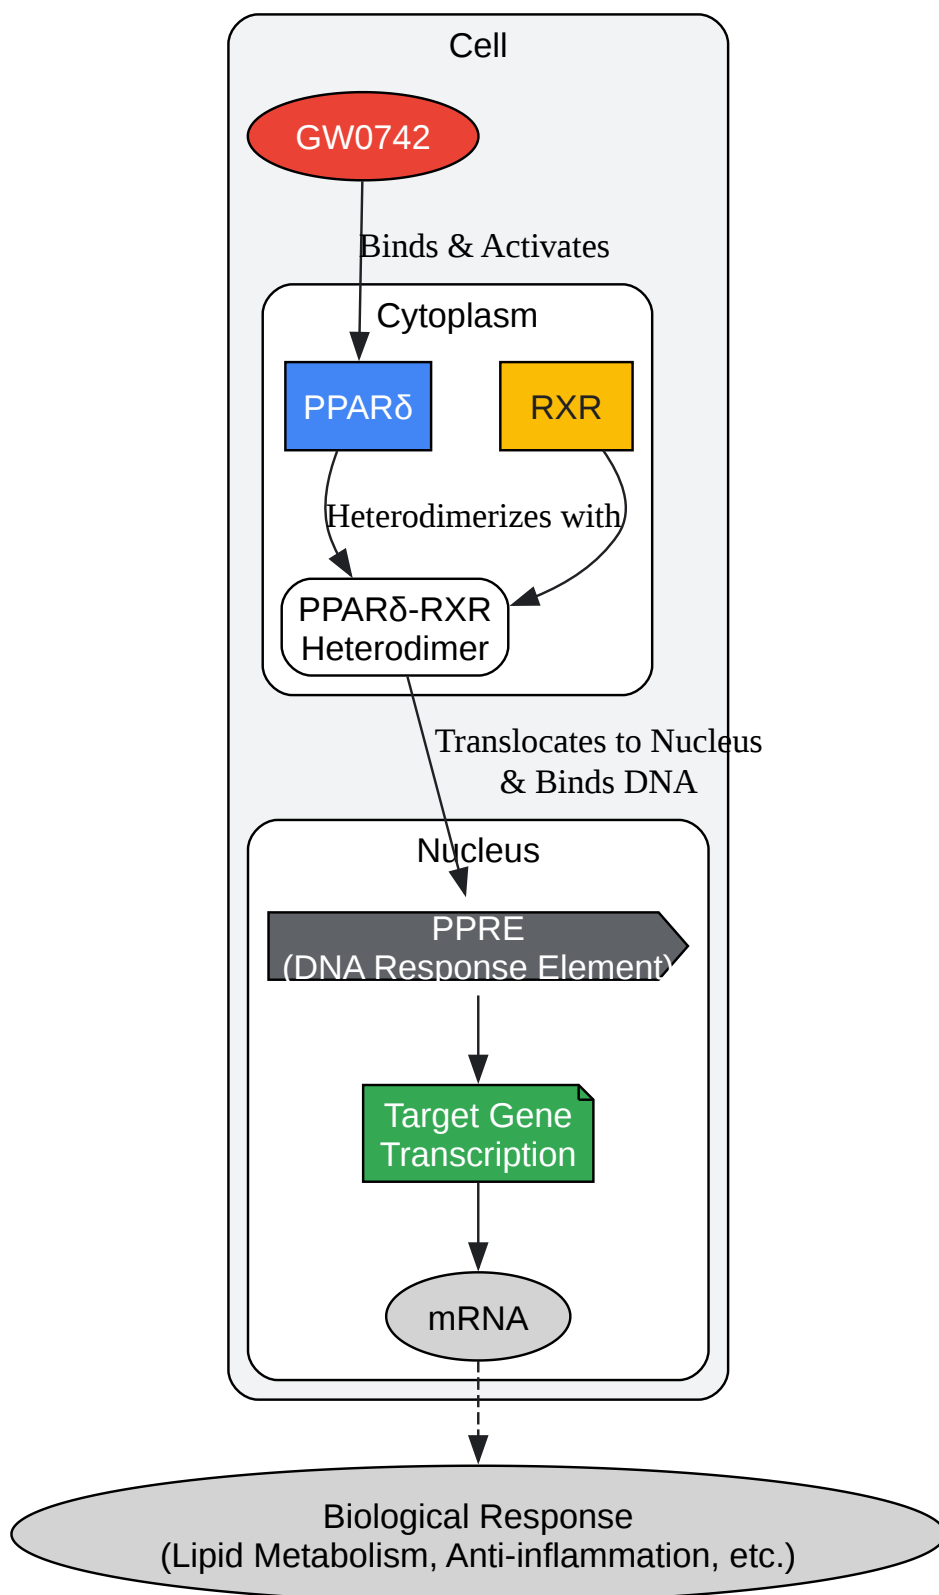 Cell
GW0742
Binds & Activates
Cytoplasm
PPARδ
RXR
Heterodimerizes with
PPARδ-RXR
Heterodimer
Translocates to Nucleus
& Binds DNA
Nucleus
PPRE
(DNA Response Element)
Target Gene
Transcription
mRNA
Biological Response
(Lipid Metabolism, Anti-inflammation, etc.)